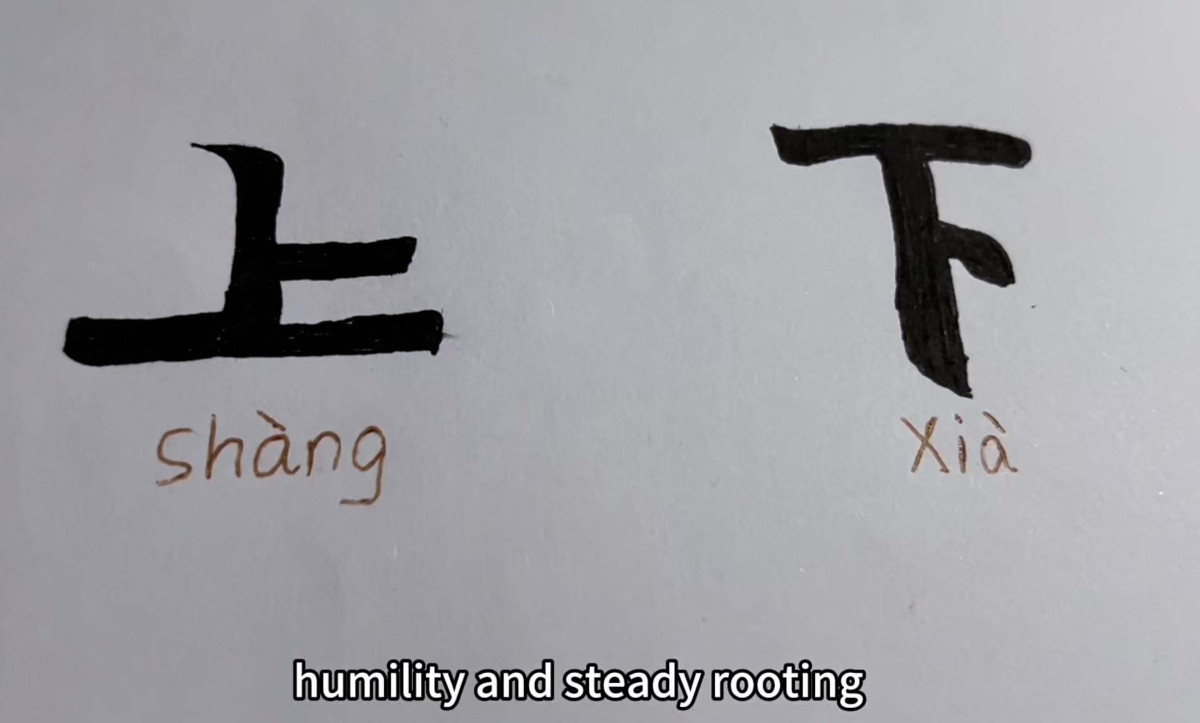 上 下
shàng Xià
humility and steady rooting